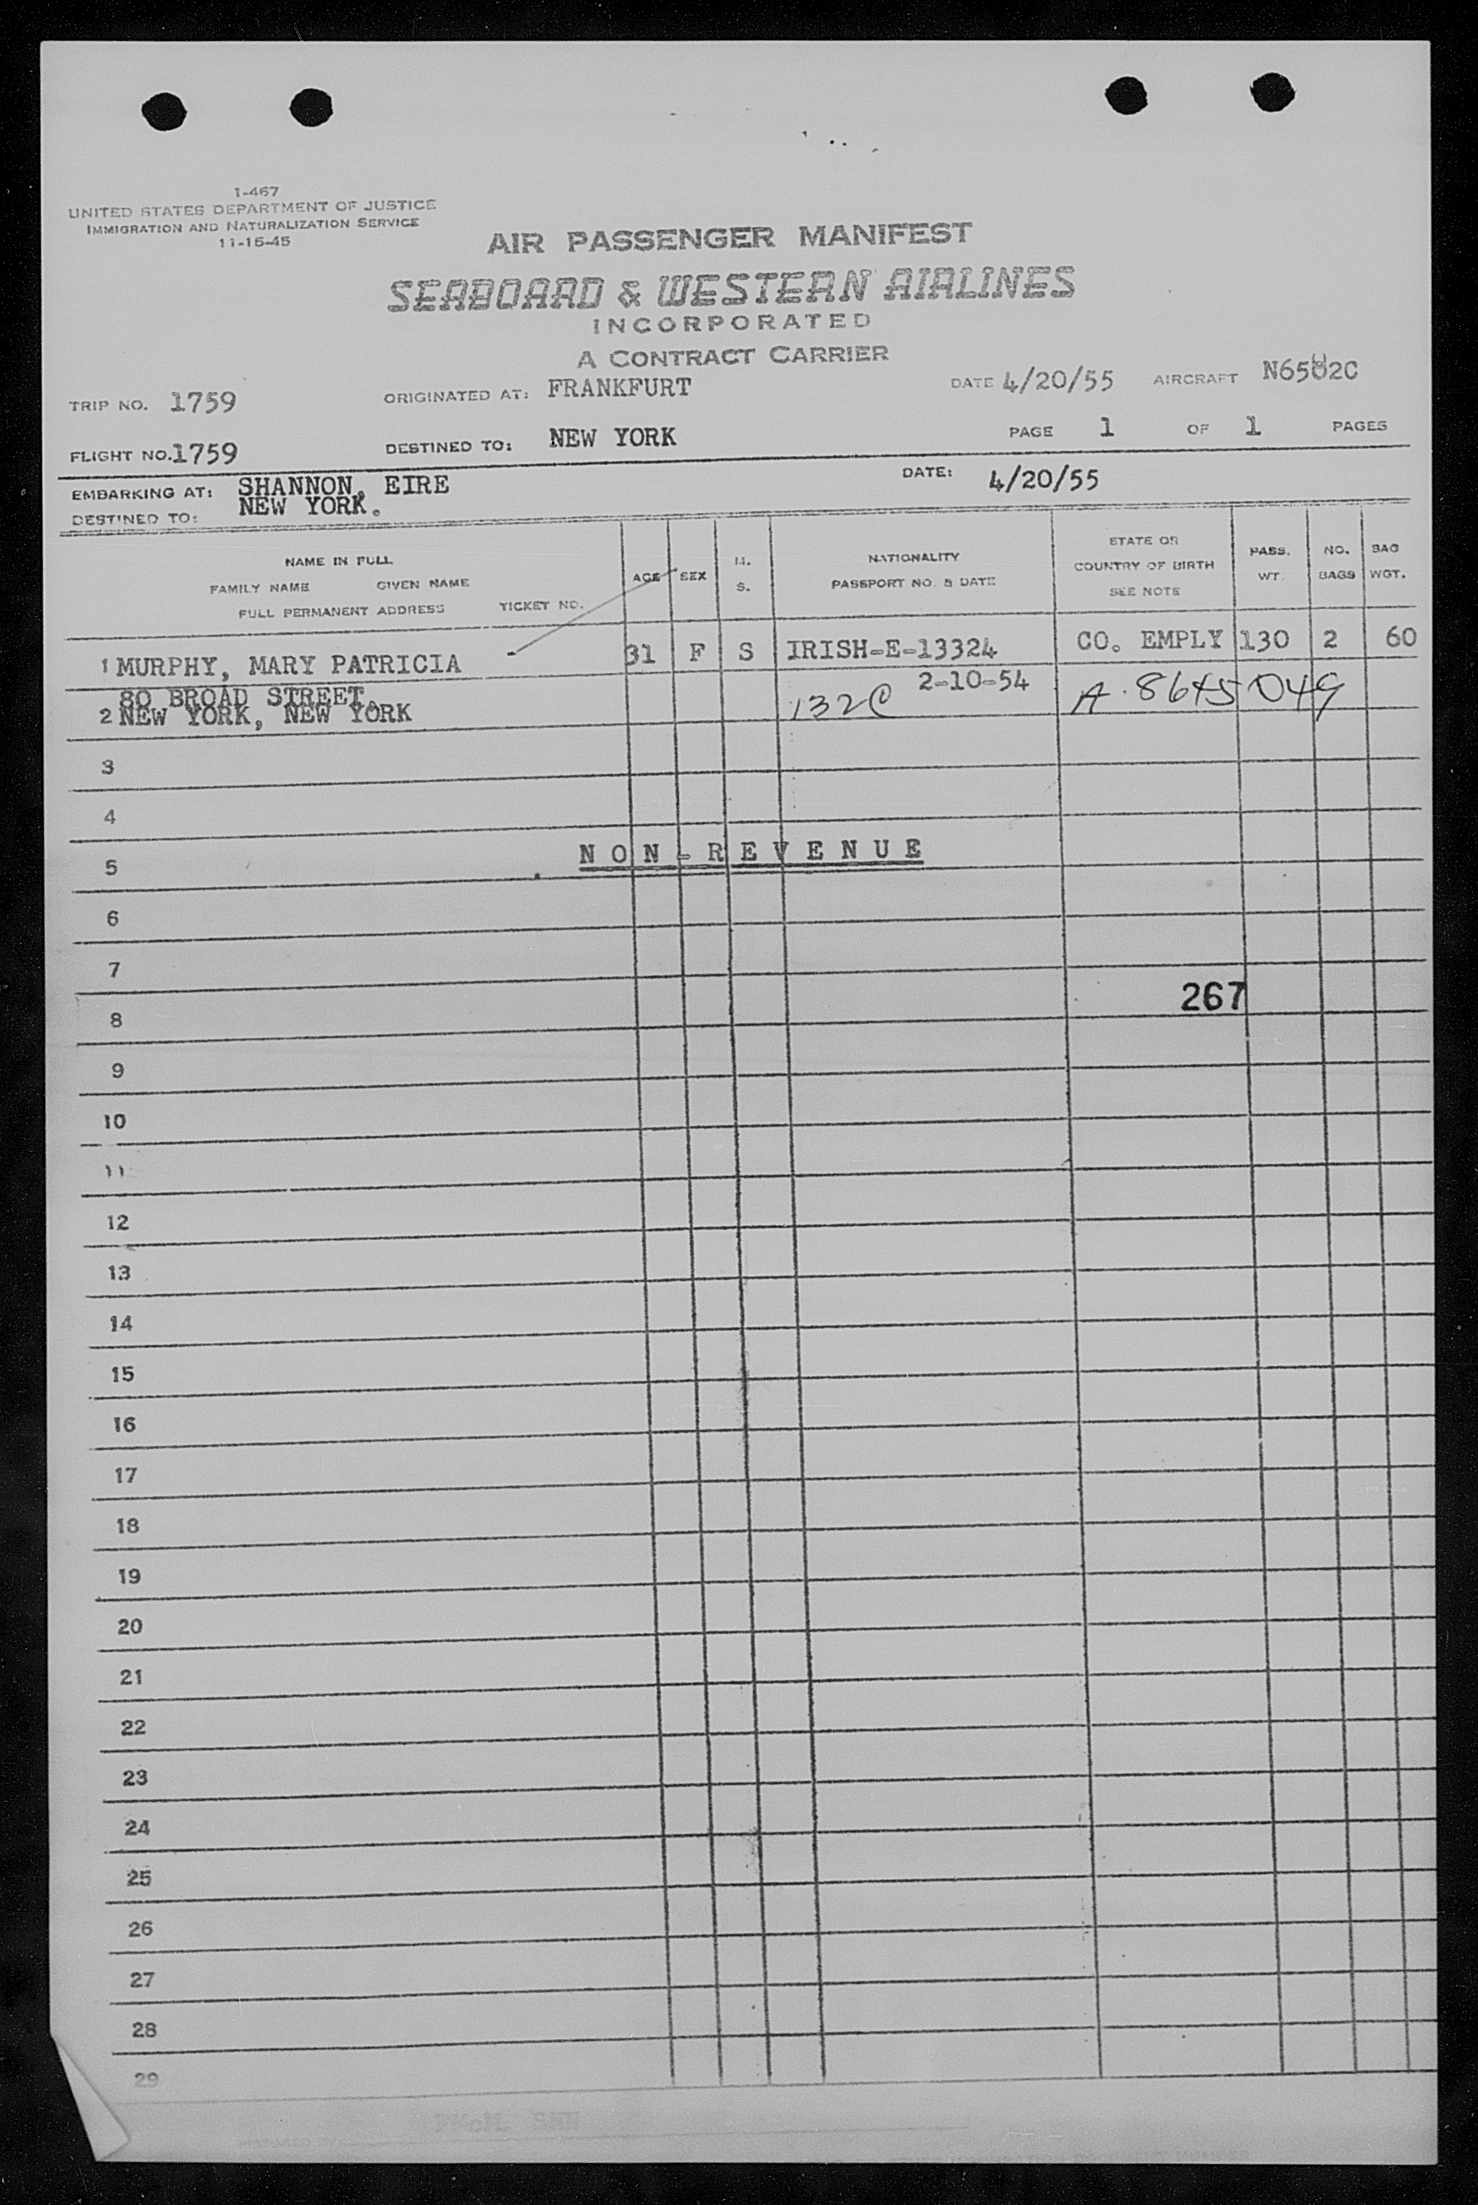 1-467
UNITED STATES DEPARTMENT OF JUSTICE
IMMIGRATION AND NATURALIZATION SERVICE
11-15-45
AIR PASSENGER MANIFEST
SEABOARD & WESTERN AIRLINES
INCORPORATED
A CONTRACT CARRIER
TRIP NO. 1759 ORIGINATED AT: FRANKFURT DATE 4/20/55 AIRCRAFT
FLIGHT NO. 1759 DESTINED TO: NEW YORK PAGE 1 OF 1 PAGES
EMBARKING AT: SHANNON, EIRE DATE: 4/20/55
DESTINED TO: NEW YORK.
NAME IN FULL
FAMILY NAME GIVEN NAME
FULL PERMANENT ADDRESS TICKET NO.
AGE
SEX
M.
S.
NATIONALITY
PASSPORT NO. & DATE
STATE OR
COUNTRY OF BIRTH
SEE NOTE
PASS.
WT.
NO.
BAGS
BAG
WGT.
1 MURPHY, MARY PATRICIA 31 F S IRISH-E-13324 CO. EMPLY 130 2 60
80 BROAD STREET, 2-10-54
2 NEW YORK, NEW YORK 132C A.8645049
3
4
5 NON-REVENUE
6
7
8 267
9
10
11
12
13
14
15
16
17
18
19
20
21
22
23
24
25
26
27
28
29